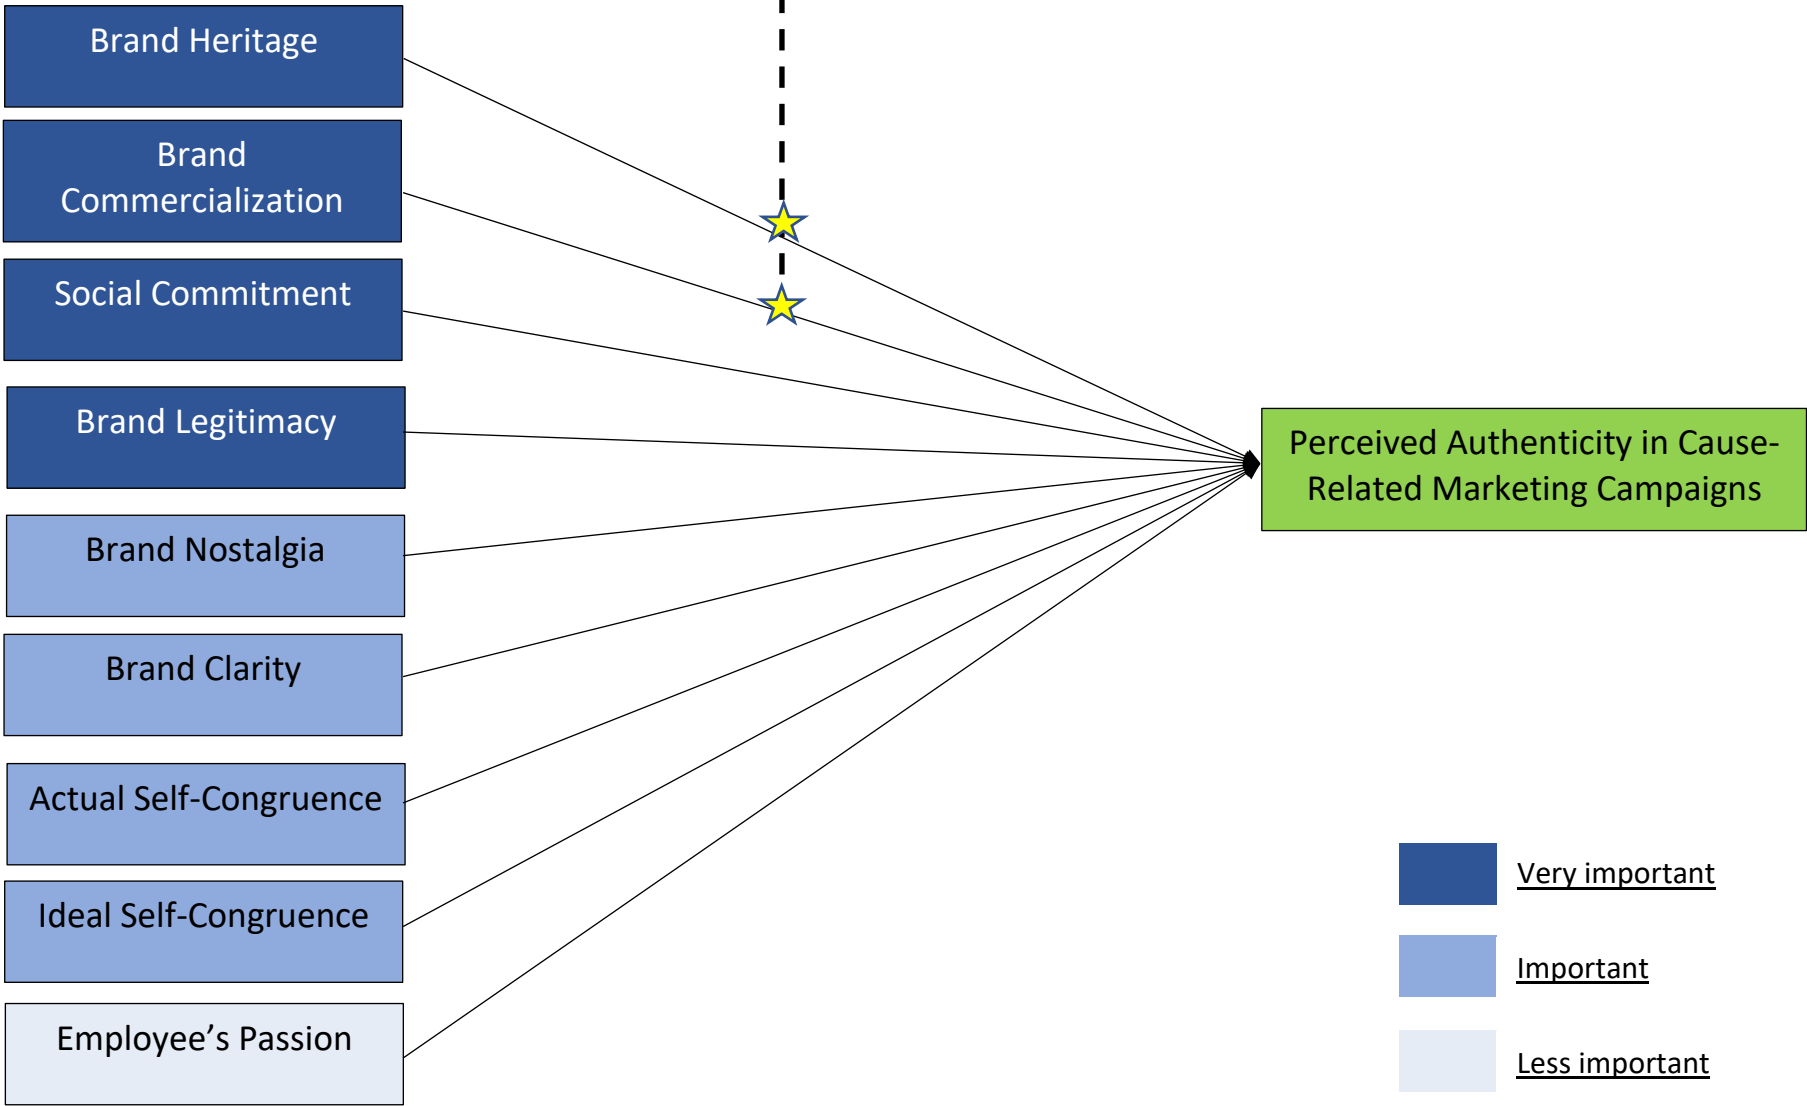 Brand Heritage
Brand
Commercialization
Social Commitment
Brand Legitimacy
Brand Nostalgia
Brand Clarity
Actual Self-Congruence
Ideal Self-Congruence
Employee’s Passion
Perceived Authenticity in Cause-
Related Marketing Campaigns
Very important
Important
Less important